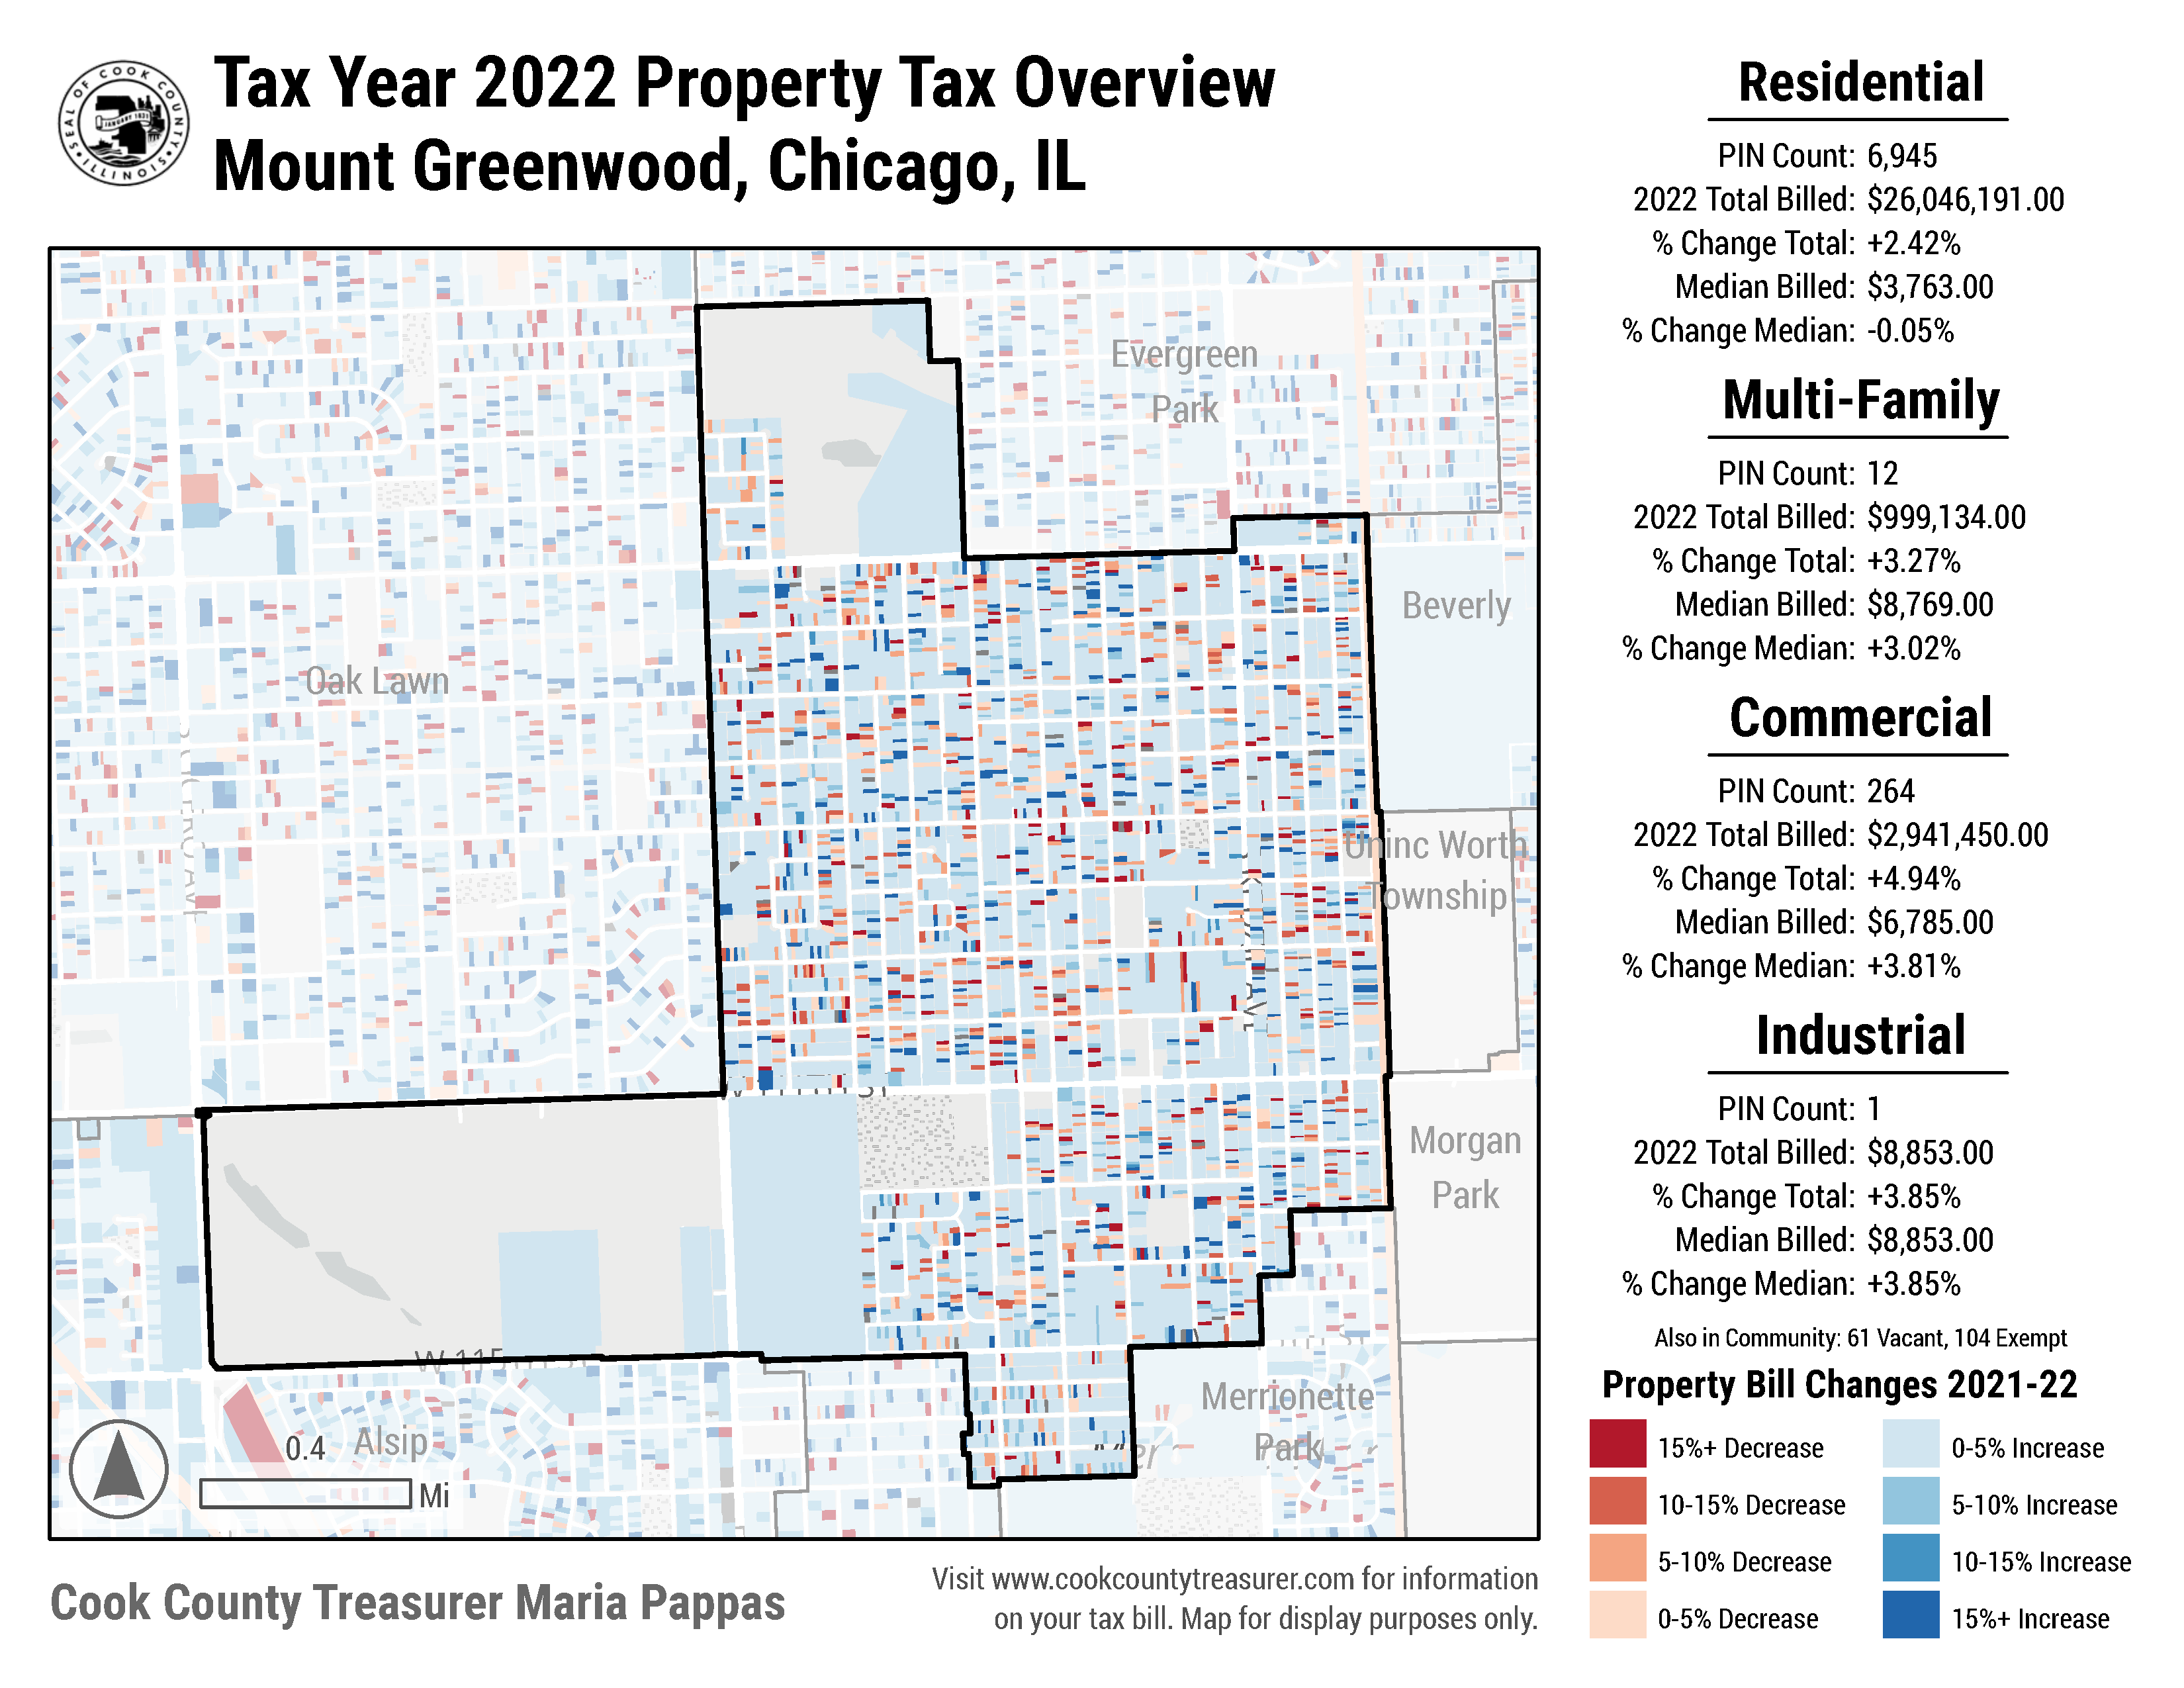 SEAL OF COOK COUNTY
ILLINOIS
JANUARY 1831
Tax Year 2022 Property Tax Overview
Mount Greenwood, Chicago, IL
Evergreen
Park
Beverly
Oak Lawn
Uninc Worth
Township
Morgan
Park
Merrionette
Park
Alsip
0.4
Mi
Residential
PIN Count: 6,945
2022 Total Billed: $26,046,191.00
% Change Total: +2.42%
Median Billed: $3,763.00
% Change Median: -0.05%
Multi-Family
PIN Count: 12
2022 Total Billed: $999,134.00
% Change Total: +3.27%
Median Billed: $8,769.00
% Change Median: +3.02%
Commercial
PIN Count: 264
2022 Total Billed: $2,941,450.00
% Change Total: +4.94%
Median Billed: $6,785.00
% Change Median: +3.81%
Industrial
PIN Count: 1
2022 Total Billed: $8,853.00
% Change Total: +3.85%
Median Billed: $8,853.00
% Change Median: +3.85%
Also in Community: 61 Vacant, 104 Exempt
Property Bill Changes 2021-22
15%+ Decrease
10-15% Decrease
5-10% Decrease
0-5% Decrease
0-5% Increase
5-10% Increase
10-15% Increase
15%+ Increase
Cook County Treasurer Maria Pappas
Visit www.cookcountytreasurer.com for information
on your tax bill. Map for display purposes only.